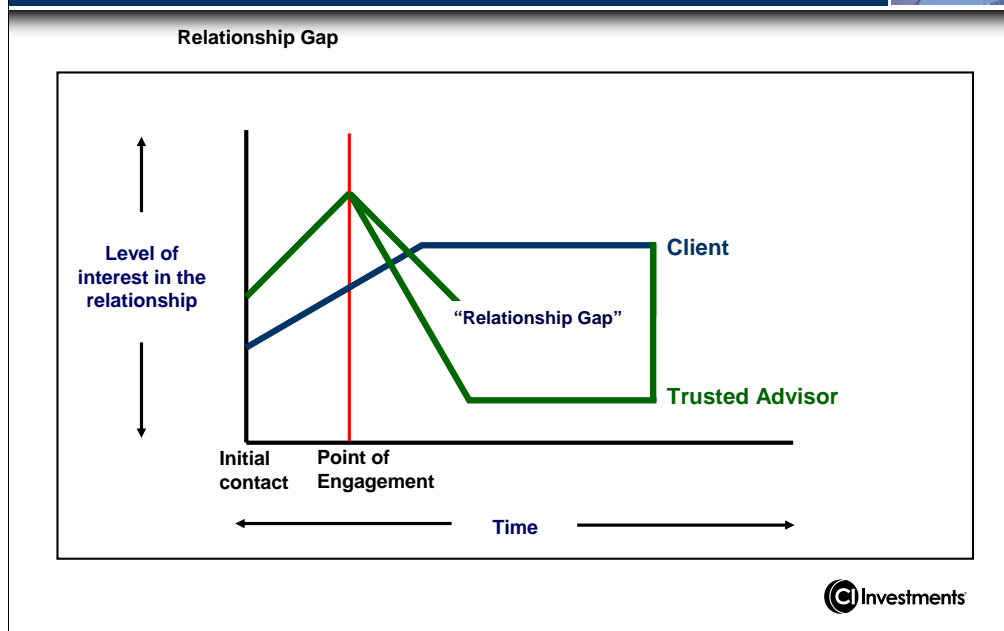 Relationship Gap
Level of
interest in the
relationship
Client
“Relationship Gap”
Trusted Advisor
Initial
contact
Point of
Engagement
Time
CI Investments